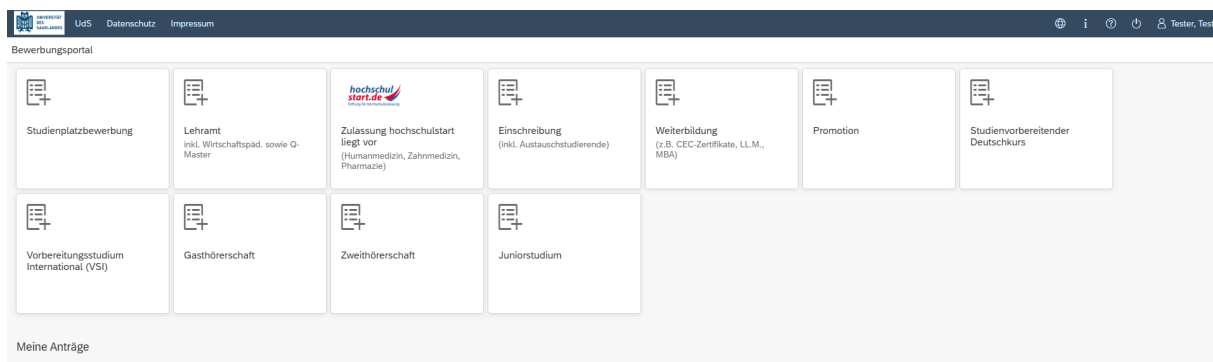 UNIVERSITÄT
DES
SAARLANDES
UdS Datenschutz Impressum
Tester, Test
Bewerbungsportal
Studienplatzbewerbung
Lehramt
inkl. Wirtschaftspäd. sowie Q-
Master
hochschul
start.de
Zulassung hochschulstart
liegt vor
(Humanmedizin, Zahnmedizin,
Pharmazie)
Einschreibung
(inkl. Austauschstudierende)
Weiterbildung
(z.B. CEC-Zertifikate, LL.M.,
MBA)
Promotion
Studienvorbereitender
Deutschkurs
Vorbereitungsstudium
International (VSI)
Gasthörerschaft
Zweithörerschaft
Juniorstudium
Meine Anträge